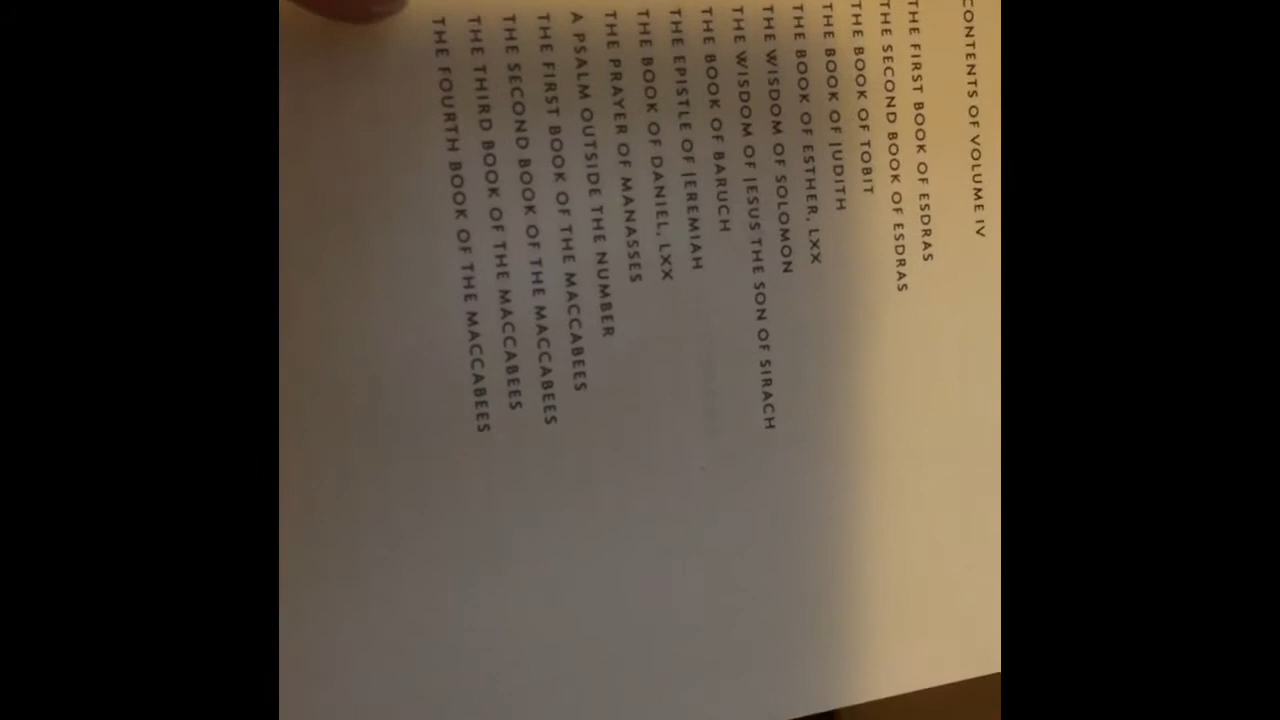 CONTENTS OF VOLUME IV
THE FIRST BOOK OF ESDRAS
THE SECOND BOOK OF ESDRAS
THE BOOK OF TOBIT
THE BOOK OF JUDITH
THE BOOK OF ESTHER, LXX
THE WISDOM OF SOLOMON
THE WISDOM OF JESUS THE SON OF SIRACH
THE BOOK OF BARUCH
THE EPISTLE OF JEREMIAH
THE BOOK OF DANIEL, LXX
THE PRAYER OF MANASSES
A PSALM OUTSIDE THE NUMBER
THE FIRST BOOK OF THE MACCABEES
THE SECOND BOOK OF THE MACCABEES
THE THIRD BOOK OF THE MACCABEES
THE FOURTH BOOK OF THE MACCABEES